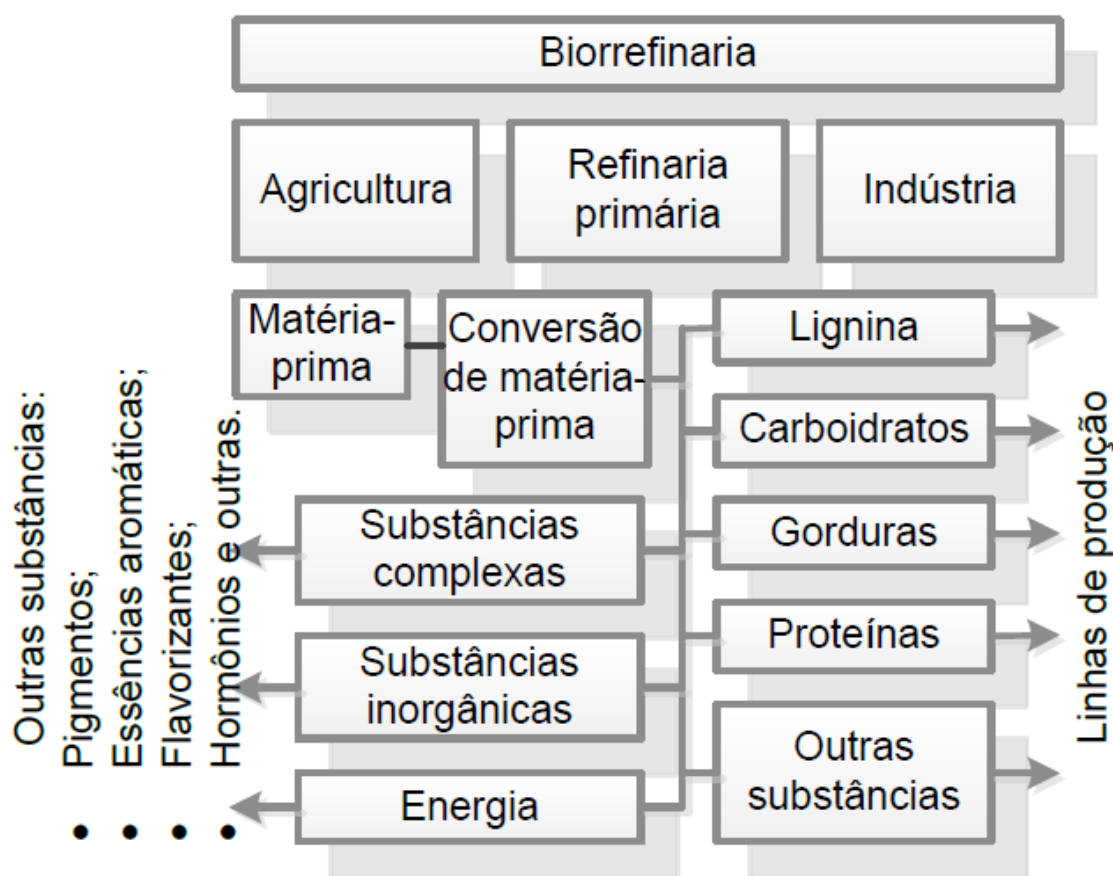 Biorrefinaria
Agricultura
Refinaria
primária
Indústria
Matéria-
prima
Conversão
de matéria-
prima
Lignina
Carboidratos
Gorduras
Proteínas
Outras
substâncias
Substâncias
complexas
Substâncias
inorgânicas
Energia
Outras substâncias:
• Pigmentos;
• Essências aromáticas;
• Flavorizantes;
• Hormônios e outras.
Linhas de produção